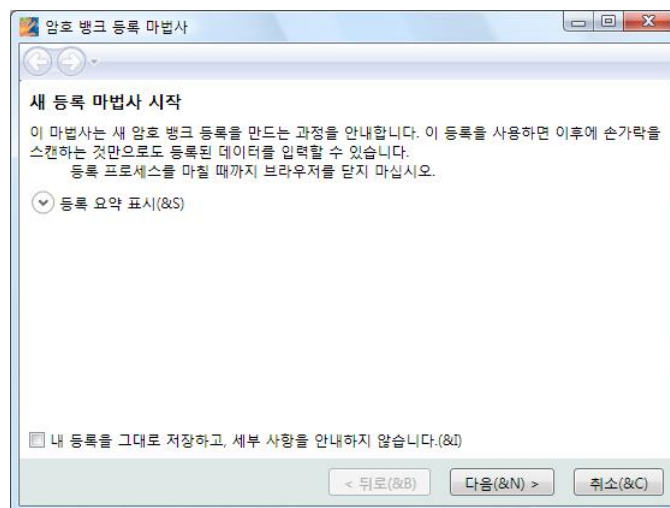 암호 뱅크 등록 마법사
새 등록 마법사 시작
이 마법사는 새 암호 뱅크 등록을 만드는 과정을 안내합니다. 이 등록을 사용하면 이후에 손가락을
스캔하는 것만으로도 등록된 데이터를 입력할 수 있습니다.
등록 프로세스를 마칠 때까지 브라우저를 닫지 마십시오.
등록 요약 표시(&S)
내 등록을 그대로 저장하고, 세부 사항을 안내하지 않습니다.(&I)
< 뒤로(&B)
다음(&N) >
취소(&C)